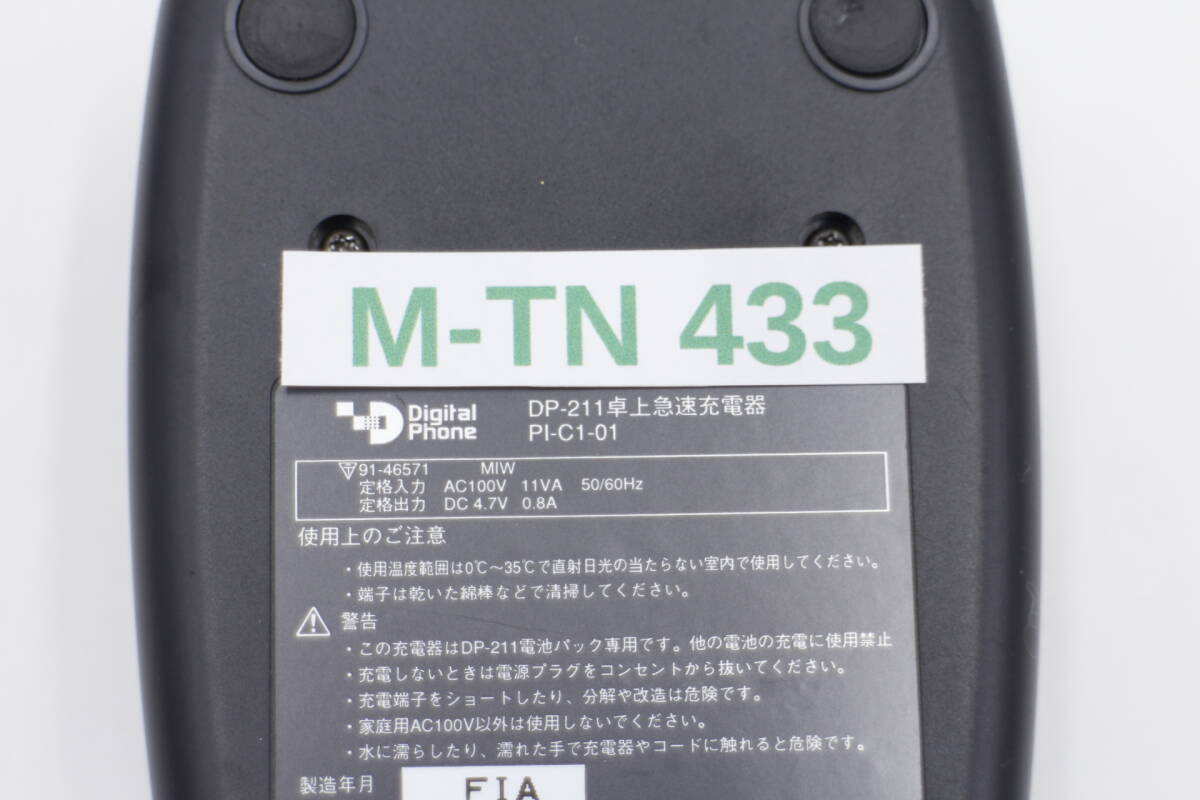 M-TN 433
Digital Phone
DP-211卓上急速充電器
PI-C1-01
91-46571 MIW
定格入力 AC100V 11VA 50/60Hz
定格出力 DC 4.7V 0.8A
使用上のご注意
・使用温度範囲は0℃～35℃で直射日光の当たらない室内で使用してください。
・端子は乾いた綿棒などで清掃してください。
警告
・この充電器はDP-211電池パック専用です。他の電池の充電に使用禁止
・充電しないときは電源プラグをコンセントから抜いてください。
・充電端子をショートしたり、分解や改造は危険です。
・家庭用AC100V以外は使用しないでください。
・水に濡らしたり、濡れた手で充電器やコードに触れると危険です。
製造年月 FIA